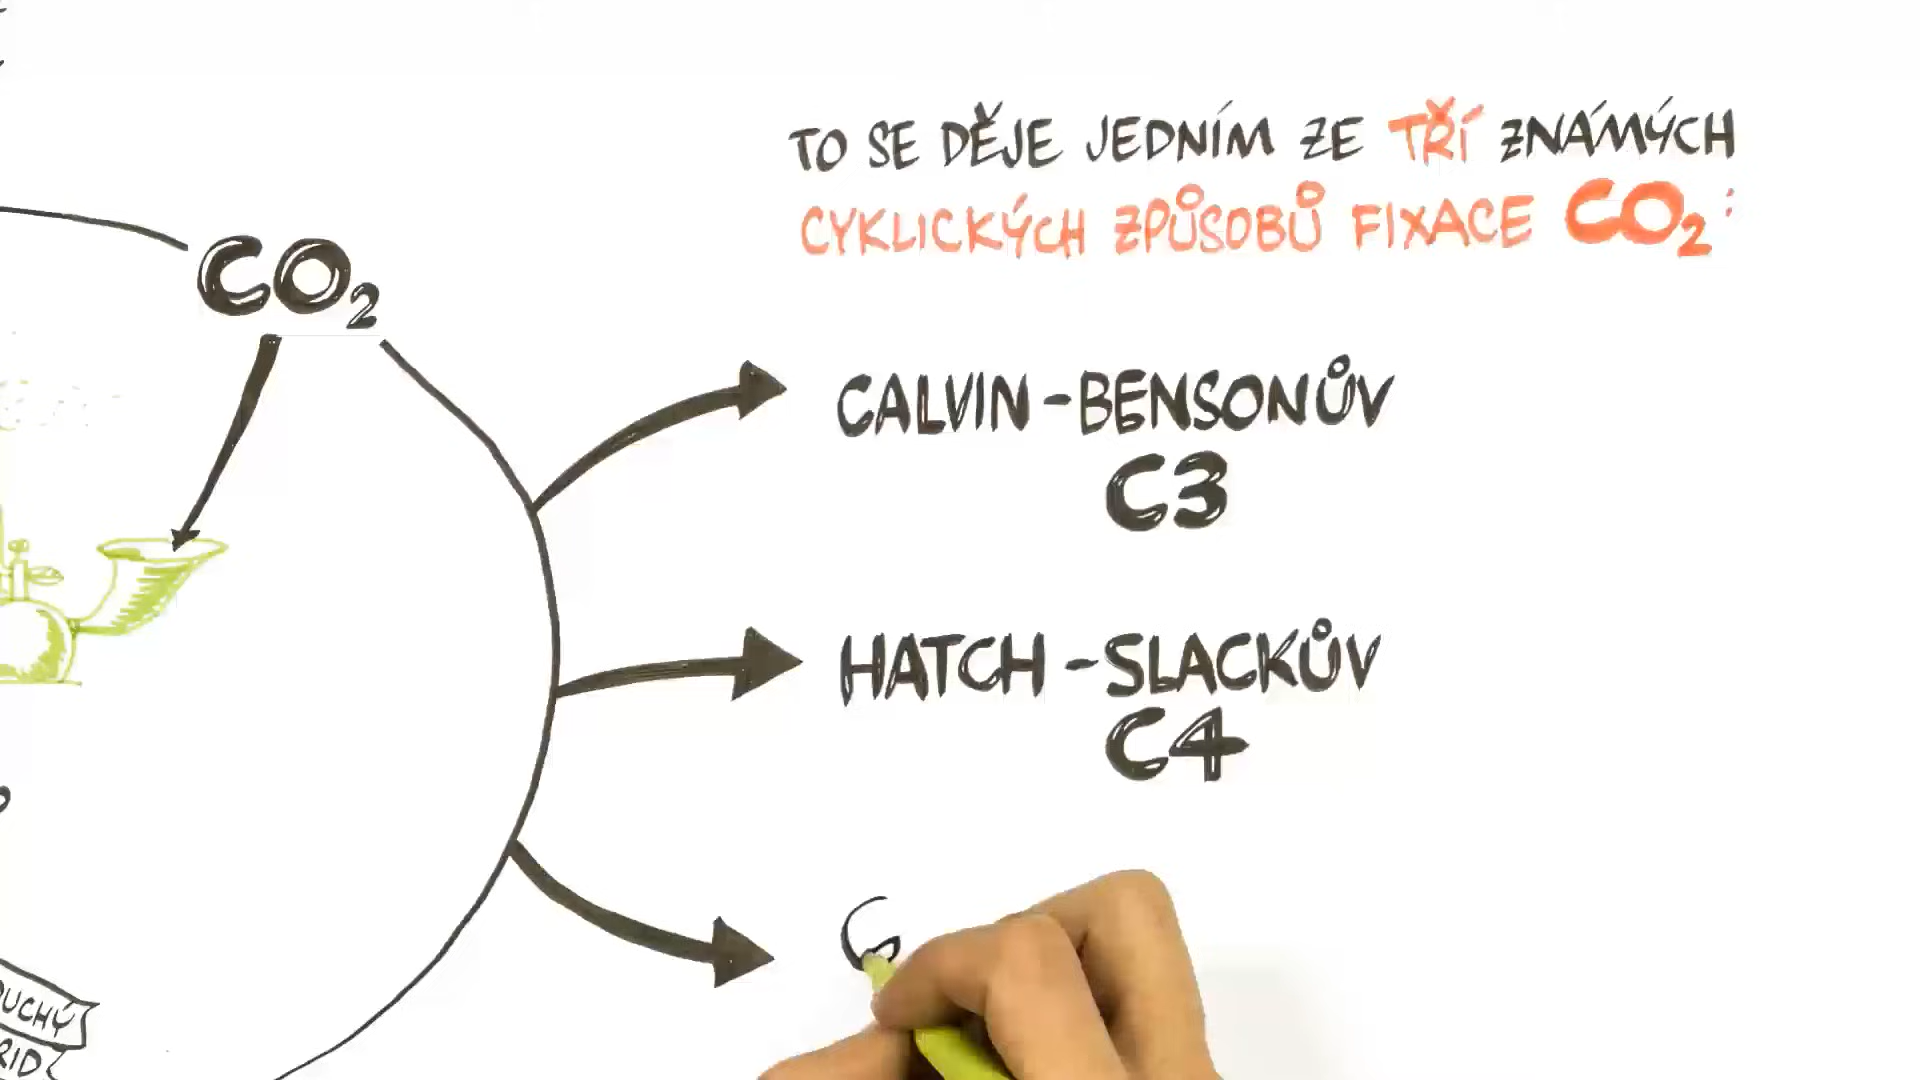 TO SE DĚJE JEDNÍM ZE TŘÍ ZNÁMÝCH
CYKLICKÝCH ZPŮSOBŮ FIXACE CO₂:
CO₂
CALVIN-BENSONŮV
C3
HATCH-SLACKŮV
C4